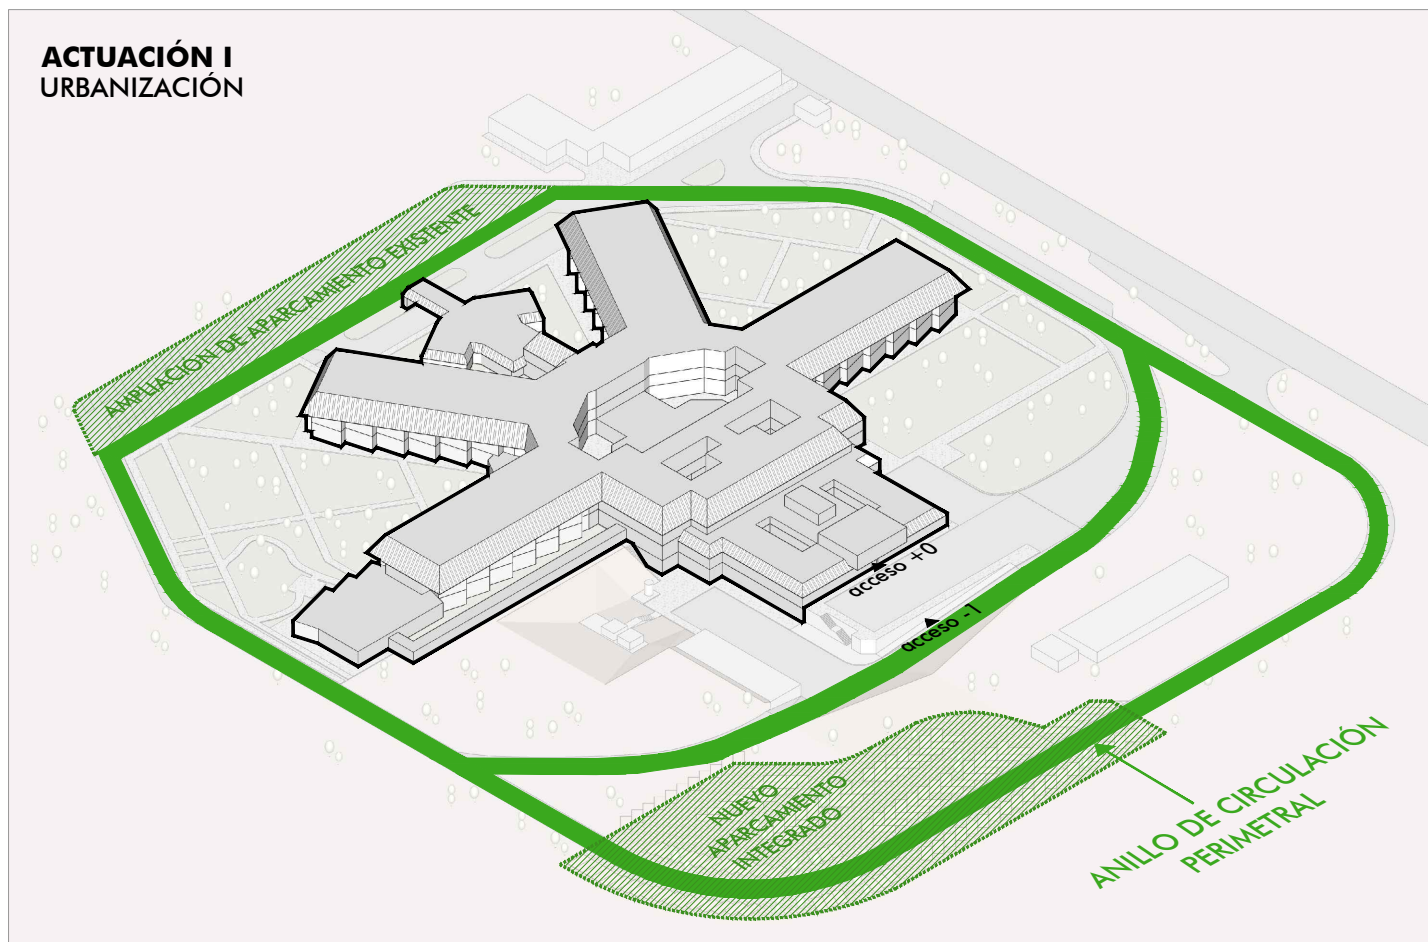 ACTUACIÓN I
URBANIZACIÓN
AMPLIACIÓN DE APARCAMIENTO EXISTENTE
acceso +0
acceso -1
NUEVO
APARCAMIENTO
INTEGRADO
ANILLO DE CIRCULACIÓN
PERIMETRAL